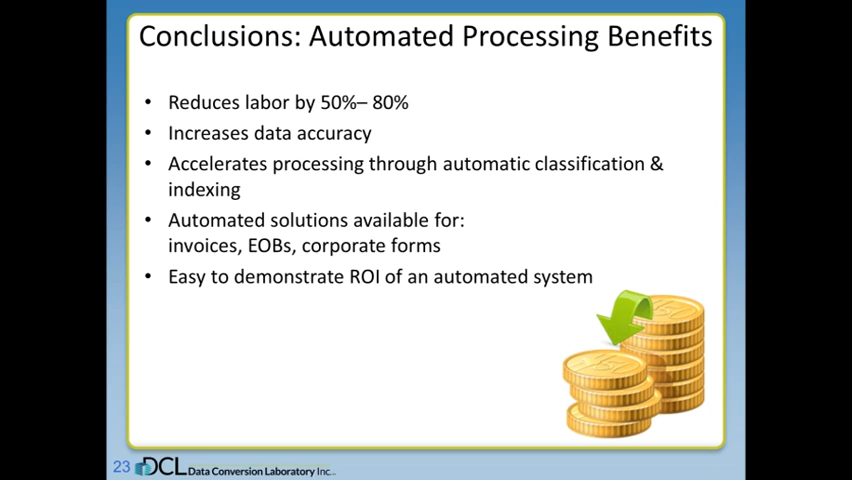 Conclusions: Automated Processing Benefits
• Reduces labor by 50%– 80%
• Increases data accuracy
• Accelerates processing through automatic classification &
indexing
• Automated solutions available for:
invoices, EOBs, corporate forms
• Easy to demonstrate ROI of an automated system
23 DCL Data Conversion Laboratory Inc.